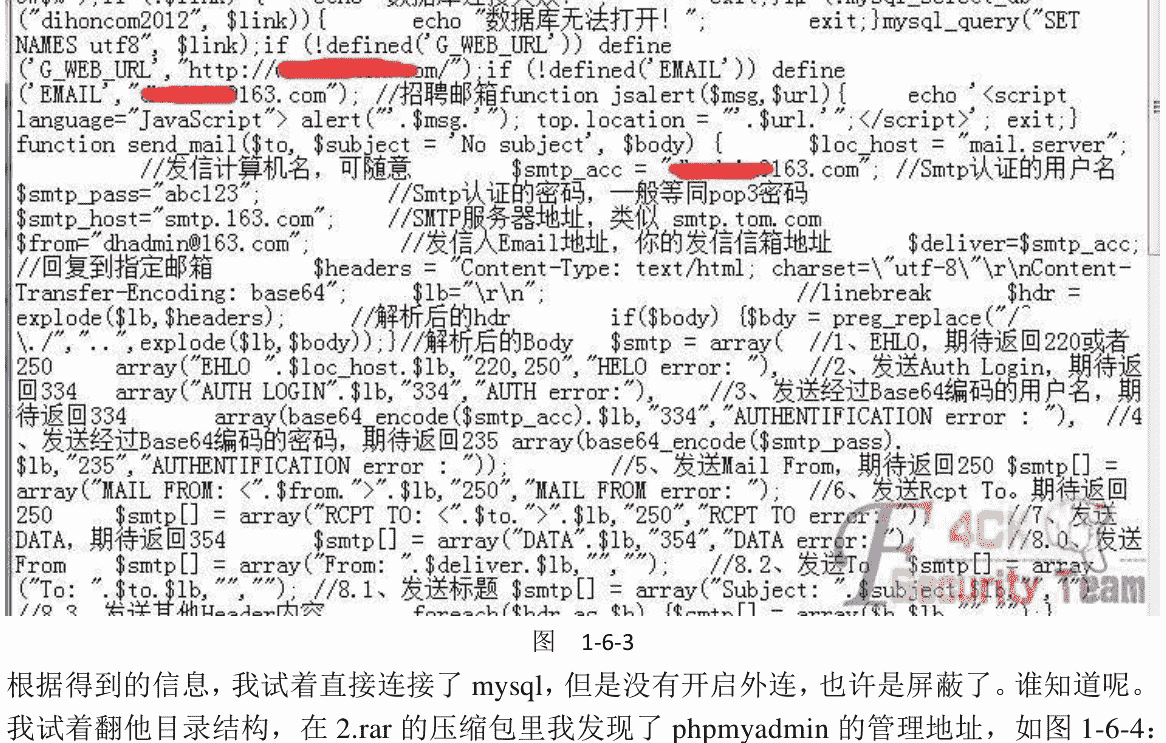 ("dihoncom2012", $link)){ echo "数据库无法打开! "; exit;}mysql_query("SET
NAMES utf8", $link);if (!defined('G_WEB_URL')) define
('G_WEB_URL',"http:// om/");if (!defined('EMAIL')) define
('EMAIL'," @163.com"); //招聘邮箱function jsalert($msg,$url){ echo '<script
language="JavaScript"> alert("'.$msg.'"); top.location = "'.$url.'";</script>'; exit;}
function send_mail($to, $subject = 'No subject', $body) { $loc_host = "mail.server";
//发信计算机名，可随意 $smtp_acc = " @163.com"; //Smtp认证的用户名
$smtp_pass="abc123"; //Smtp认证的密码，一般等同pop3密码
$smtp_host="smtp.163.com"; //SMTP服务器地址，类似 smtp.tom.com
$from="dhadmin@163.com"; //发信人Email地址，你的发信信箱地址 $deliver=$smtp_acc;
//回复到指定邮箱 $headers = "Content-Type: text/html; charset=\"utf-8\"\r\nContent-
Transfer-Encoding: base64"; $lb="\r\n"; //linebreak $hdr =
explode($lb,$headers); //解析后的hdr if($body) {$bdy = preg_replace("/^
\./","..",explode($lb,$body));}//解析后的Body $smtp = array( //1、EHLO，期待返回220或者
250 array("EHLO ".$loc_host.$lb,"220,250","HELO error: "), //2、发送Auth Login，期待返
回334 array("AUTH LOGIN".$lb,"334","AUTH error:"), //3、发送经过Base64编码的用户名，期
待返回334 array(base64_encode($smtp_acc).$lb,"334","AUTHENTIFICATION error : "), //4
、发送经过Base64编码的密码，期待返回235 array(base64_encode($smtp_pass).
$lb,"235","AUTHENTIFICATION error : ")); //5、发送Mail From，期待返回250 $smtp[] =
array("MAIL FROM: <".$from.">".$lb,"250","MAIL FROM error: "); //6、发送Rcpt To。期待返回
250 $smtp[] = array("RCPT TO: <".$to.">".$lb,"250","RCPT TO error: ") //7、发送
DATA，期待返回354 $smtp[] = array("DATA".$lb,"354","DATA error: ") //8.0、发送
From $smtp[] = array("From: ".$deliver.$lb,"",""); //8.2、发送To $smtp[] = array
("To: ".$to.$lb,"",""); //8.1、发送标题 $smtp[] = array("Subject: ".$subject.$lb,"",""
//8.3、发送其他Header内容 foreach($hdr as $h) {$smtp[] = array($h.$lb,"","");}
Security Team
图 1-6-3
根据得到的信息，我试着直接连接了 mysql，但是没有开启外连，也许是屏蔽了。谁知道呢。
我试着翻他目录结构，在 2.rar 的压缩包里我发现了 phpmyadmin 的管理地址，如图 1-6-4：